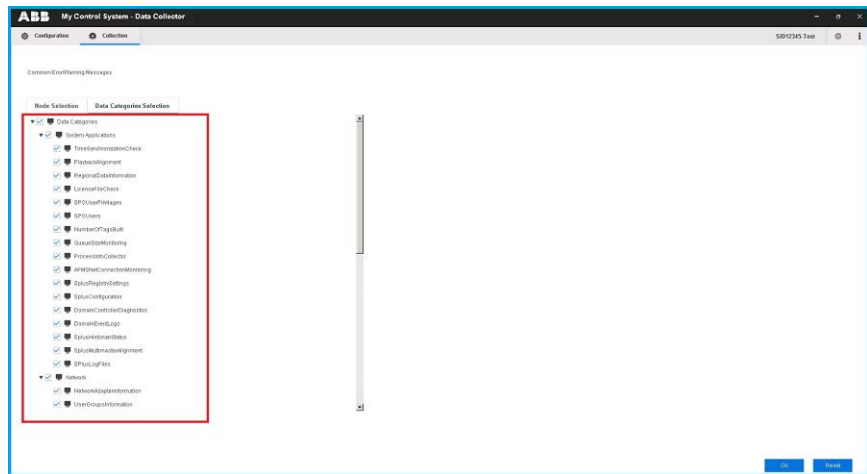 ABB My Control System - Data Collector
Configuration Collection SID12345-Test
Common Error/Warning Messages
Node Selection Data Categories Selection
Data Categories
System Applications
TimeSynchronizationCheck
PlaybackAlignment
RegionalDataInformation
LicenseFileCheck
SPOUserPrivilages
SPOUsers
NumberOfTagsBuilt
QueueSizeMonitoring
ProcessInfoCollector
APMSNetConnectionMonitoring
SplusRegistrySettings
SplusConfiguration
DomainControllerDiagnostics
DomainEventLogs
SplusHistorianStatus
SplusMultimasterAlignment
SPlusLogFiles
Network
NetworkAdapterInformation
UserGroupsInformation
Reset